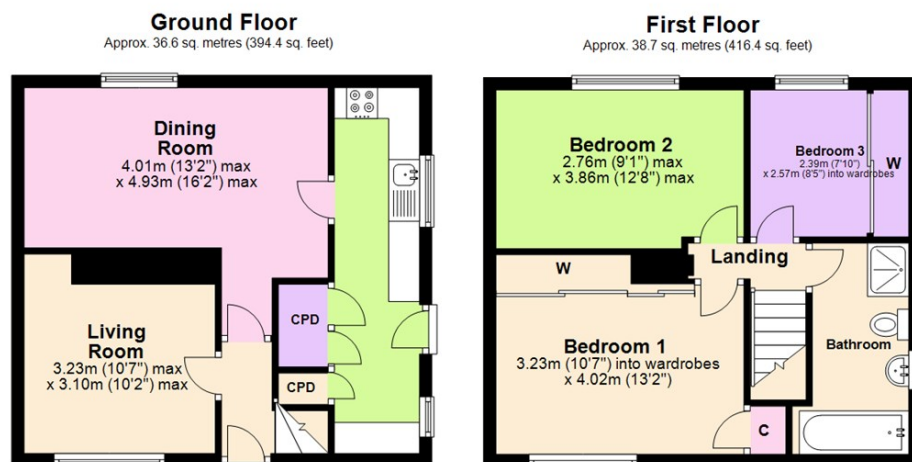 Ground Floor
Approx. 36.6 sq. metres (394.4 sq. feet)
Dining
Room
4.01m (13'2") max
x 4.93m (16'2") max
Living
Room
3.23m (10'7") max
x 3.10m (10'2") max
CPD
CPD
First Floor
Approx. 38.7 sq. metres (416.4 sq. feet)
Bedroom 2
2.76m (9'1") max
x 3.86m (12'8") max
Bedroom 3
2.39m (7'10")
x 2.57m (8'5") into wardrobes
W
Landing
W
Bedroom 1
3.23m (10'7") into wardrobes
x 4.02m (13'2")
Bathroom
C